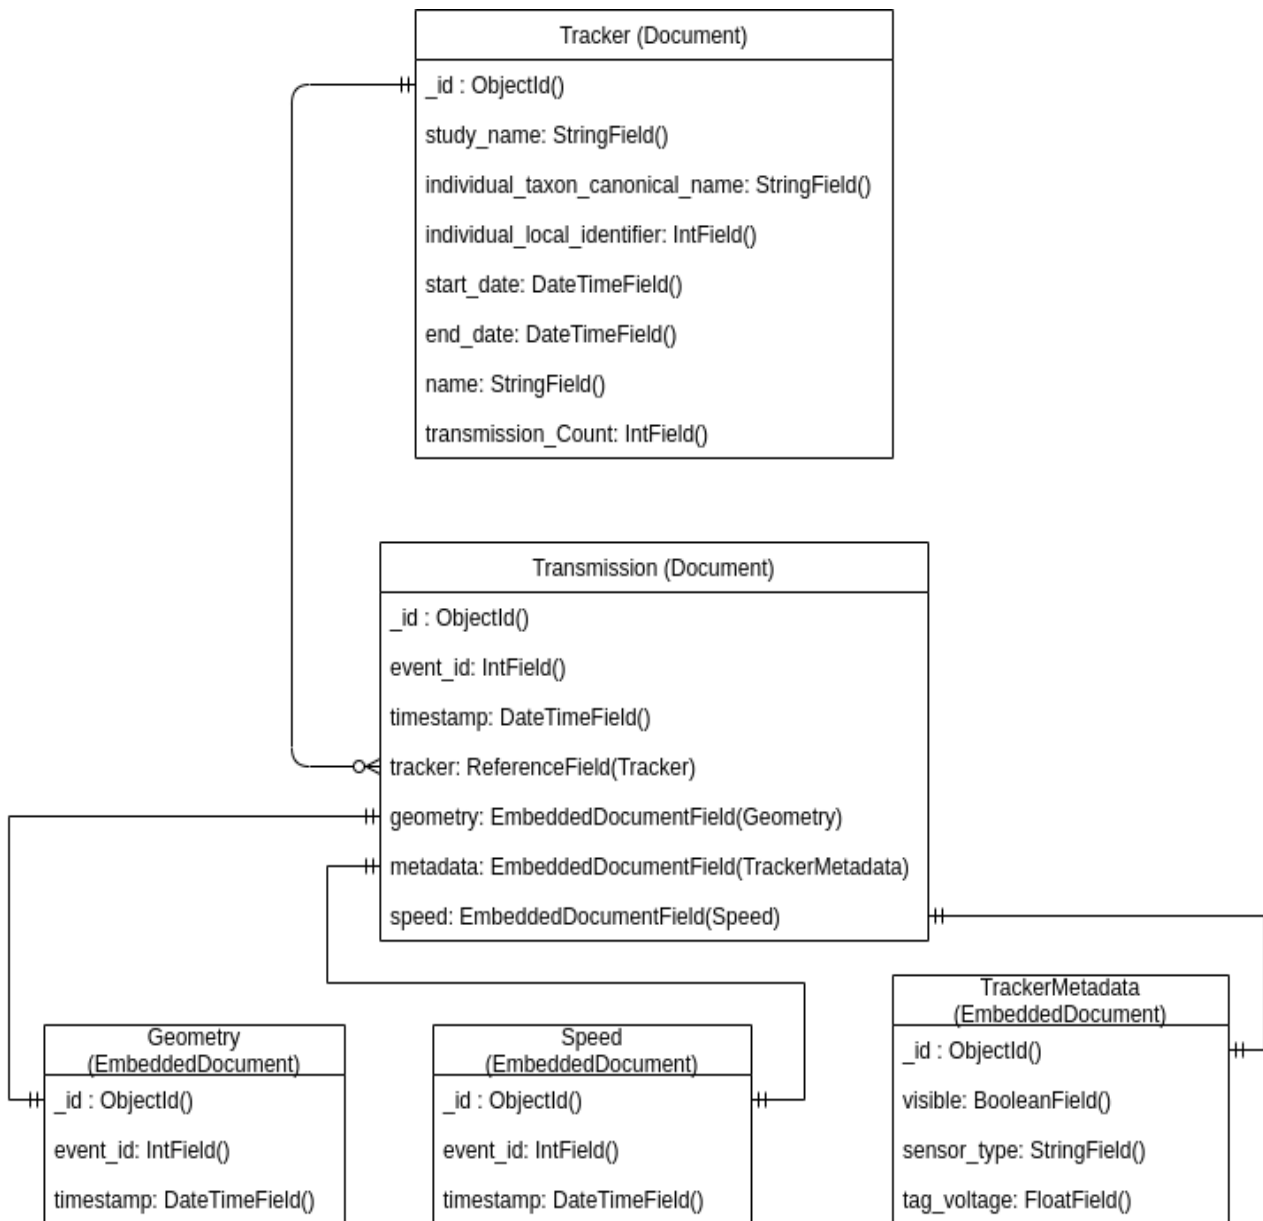 Tracker (Document)
_id : ObjectId()
study_name: StringField()
individual_taxon_canonical_name: StringField()
individual_local_identifier: IntField()
start_date: DateTimeField()
end_date: DateTimeField()
name: StringField()
transmission_Count: IntField()
Transmission (Document)
_id : ObjectId()
event_id: IntField()
timestamp: DateTimeField()
tracker: ReferenceField(Tracker)
geometry: EmbeddedDocumentField(Geometry)
metadata: EmbeddedDocumentField(TrackerMetadata)
speed: EmbeddedDocumentField(Speed)
Geometry
(EmbeddedDocument)
_id : ObjectId()
event_id: IntField()
timestamp: DateTimeField()
Speed
(EmbeddedDocument)
_id : ObjectId()
event_id: IntField()
timestamp: DateTimeField()
TrackerMetadata
(EmbeddedDocument)
_id : ObjectId()
visible: BooleanField()
sensor_type: StringField()
tag_voltage: FloatField()